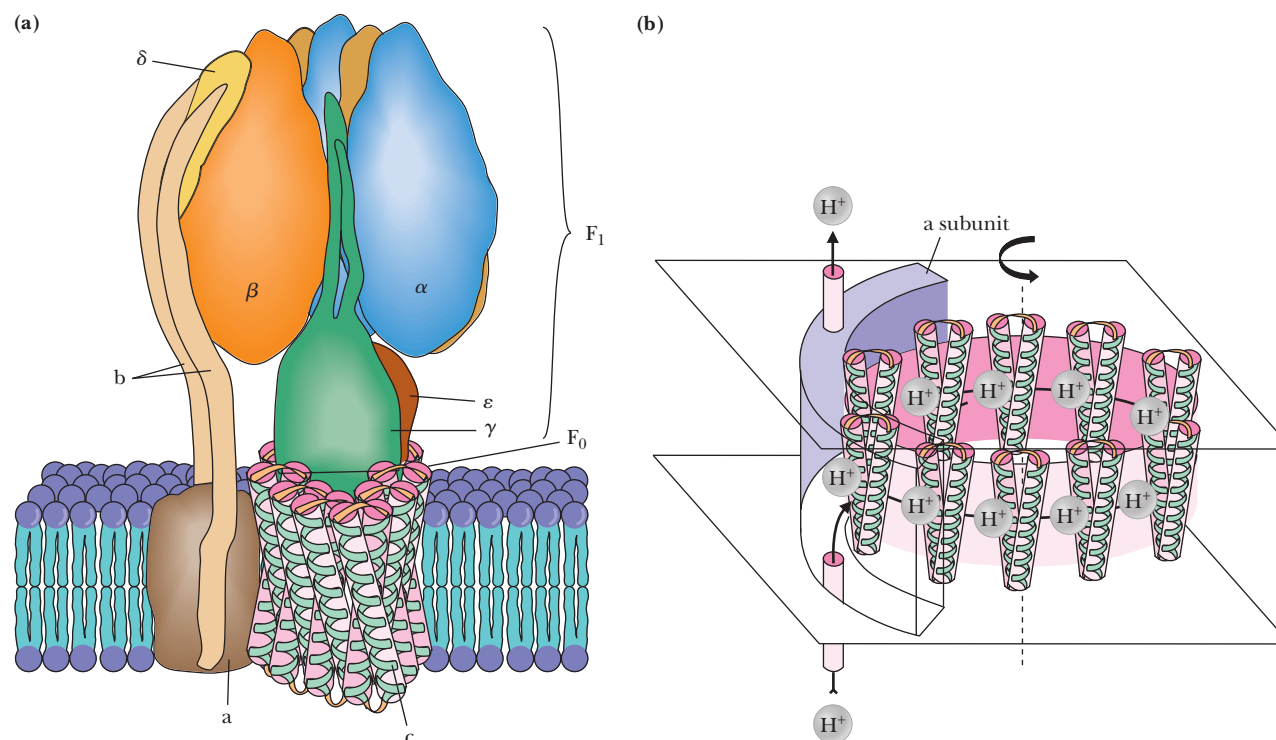 (a)
δ
β
α
F₁
b
ε
γ
F₀
a
c
(b)
H⁺
a subunit
H⁺
H⁺
H⁺
H⁺
H⁺
H⁺
H⁺
H⁺
H⁺
H⁺